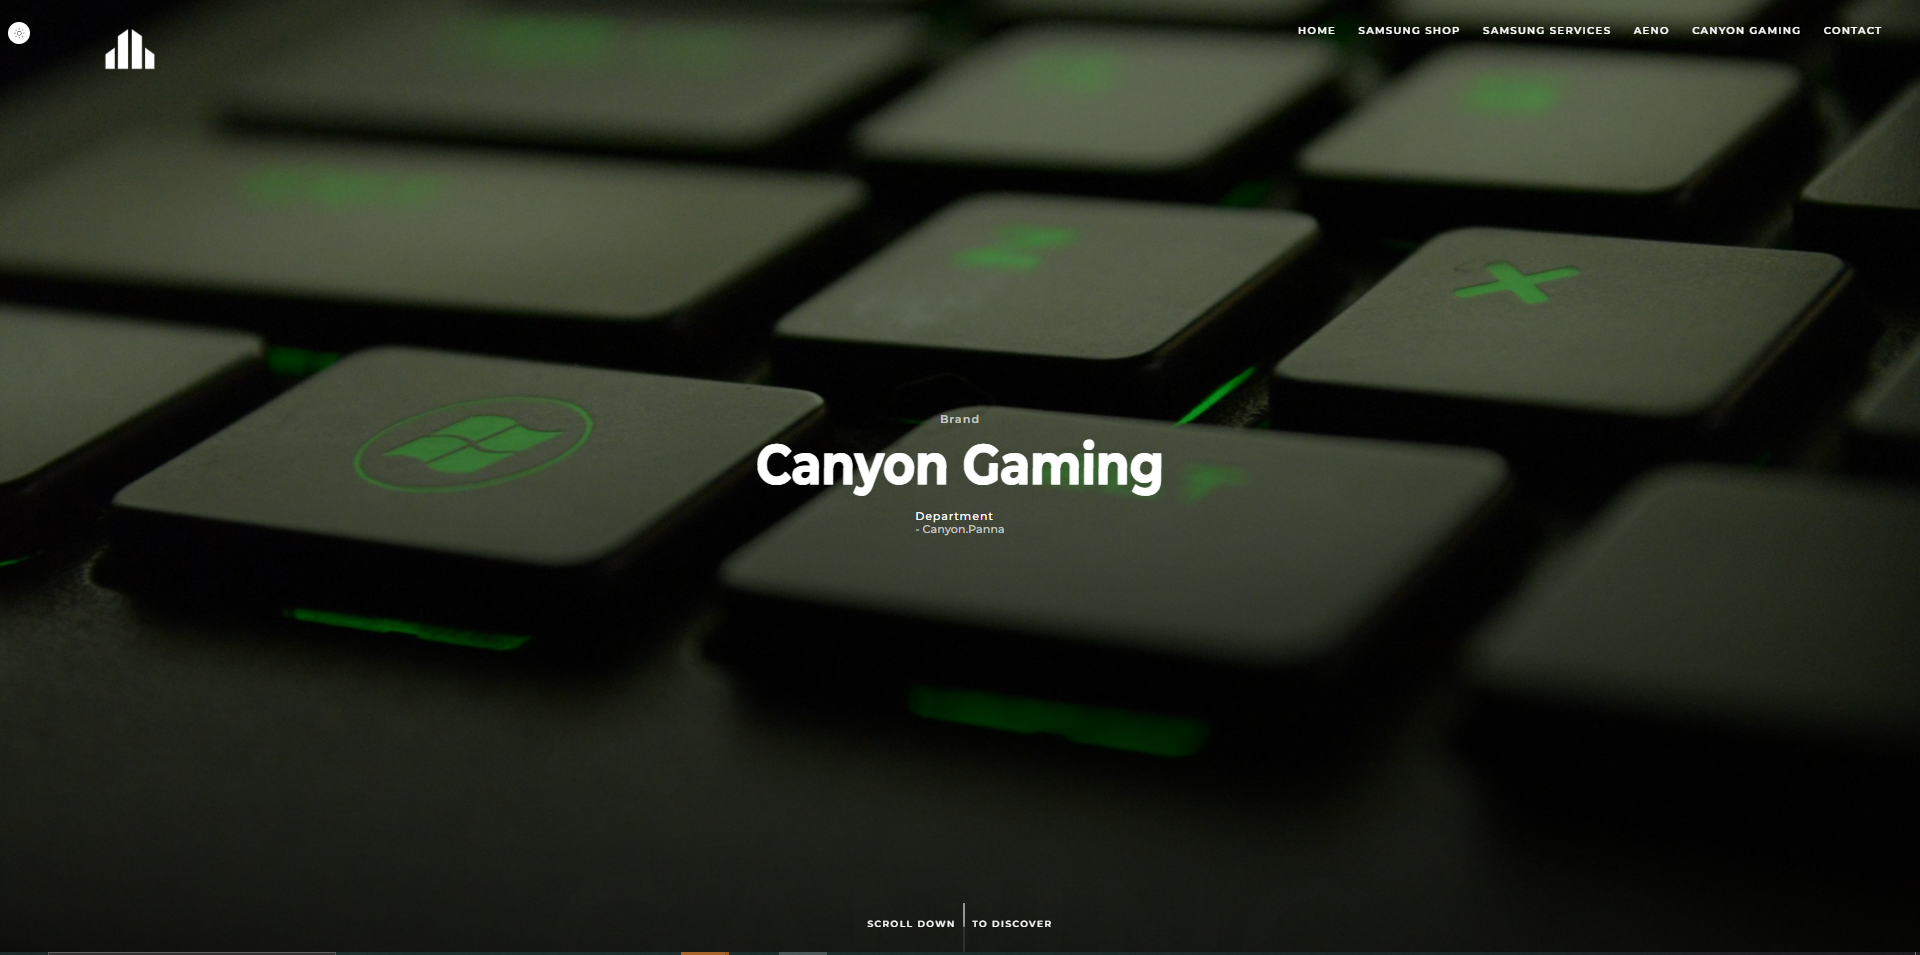 HOME SAMSUNG SHOP SAMSUNG SERVICES AENO CANYON GAMING CONTACT
Z
X
Brand
Canyon Gaming
Department
- Canyon.Panna
SCROLL DOWN TO DISCOVER